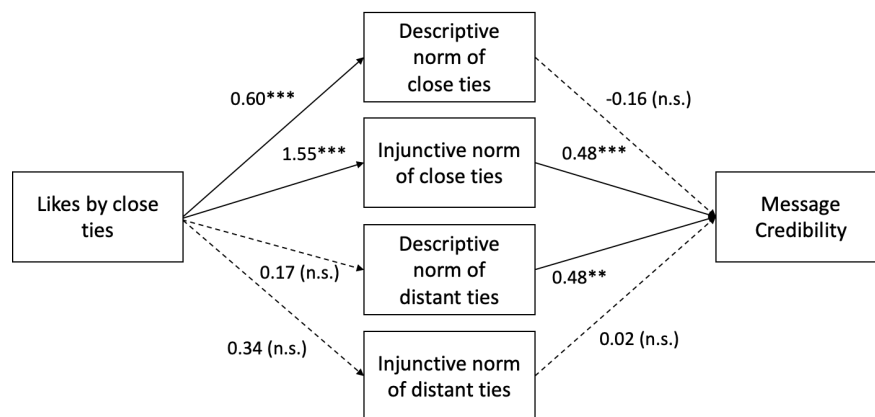 Descriptive
norm of
close ties
0.60***
-0.16 (n.s.)
1.55***
Injunctive norm
of close ties
0.48***
Likes by close
ties
Message
Credibility
Descriptive
norm of
distant ties
0.17 (n.s.)
0.48**
0.34 (n.s.)
Injunctive norm
of distant ties
0.02 (n.s.)